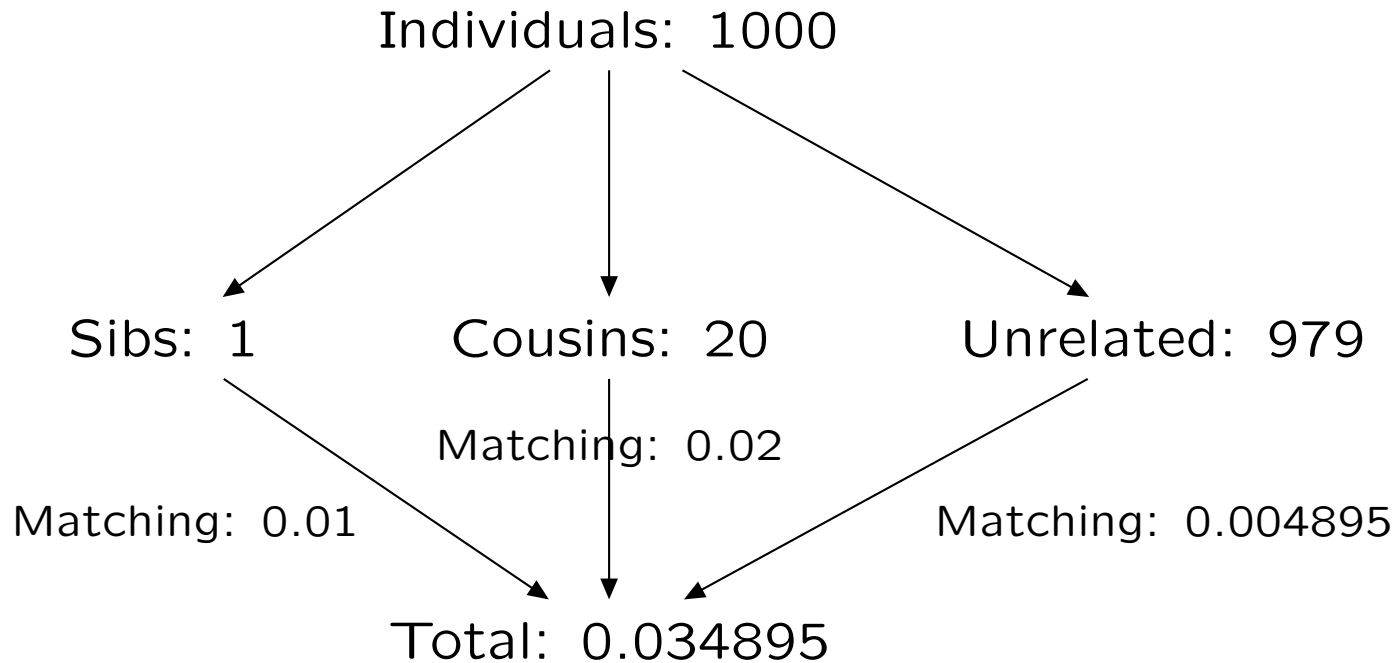 Individuals: 1000
Sibs: 1
Cousins: 20
Unrelated: 979
Matching: 0.02
Matching: 0.01
Matching: 0.004895
Total: 0.034895